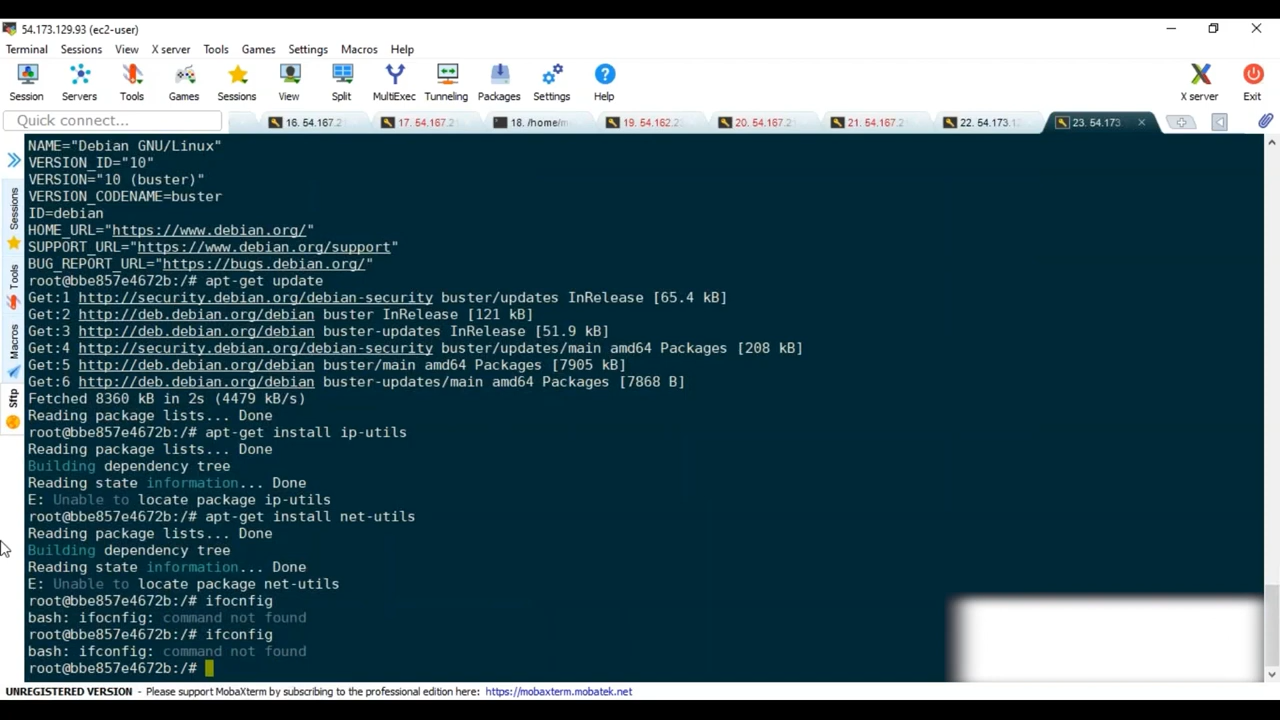 54.173.129.93 (ec2-user)
Terminal Sessions View X server Tools Games Settings Macros Help
Session Servers Tools Games Sessions View Split MultiExec Tunneling Packages Settings Help X server Exit
Quick connect... 16. 54.167.2 17. 54.167.2 18. /home/m 19. 54.162.2 20. 54.167.2 21. 54.167.2 22. 54.173.1 23. 54.173
Sessions
Tools
Macros
Sftp
NAME="Debian GNU/Linux"
VERSION_ID="10"
VERSION="10 (buster)"
VERSION_CODENAME=buster
ID=debian
HOME_URL="https://www.debian.org/"
SUPPORT_URL="https://www.debian.org/support"
BUG_REPORT_URL="https://bugs.debian.org/"
root@bbe857e4672b:/# apt-get update
Get:1 http://security.debian.org/debian-security buster/updates InRelease [65.4 kB]
Get:2 http://deb.debian.org/debian buster InRelease [121 kB]
Get:3 http://deb.debian.org/debian buster-updates InRelease [51.9 kB]
Get:4 http://security.debian.org/debian-security buster/updates/main amd64 Packages [208 kB]
Get:5 http://deb.debian.org/debian buster/main amd64 Packages [7905 kB]
Get:6 http://deb.debian.org/debian buster-updates/main amd64 Packages [7868 B]
Fetched 8360 kB in 2s (4479 kB/s)
Reading package lists... Done
root@bbe857e4672b:/# apt-get install ip-utils
Reading package lists... Done
Building dependency tree
Reading state information... Done
E: Unable to locate package ip-utils
root@bbe857e4672b:/# apt-get install net-utils
Reading package lists... Done
Building dependency tree
Reading state information... Done
E: Unable to locate package net-utils
root@bbe857e4672b:/# ifocnfig
bash: ifocnfig: command not found
root@bbe857e4672b:/# ifconfig
bash: ifconfig: command not found
root@bbe857e4672b:/#
UNREGISTERED VERSION - Please support MobaXterm by subscribing to the professional edition here: https://mobaxterm.mobatek.net